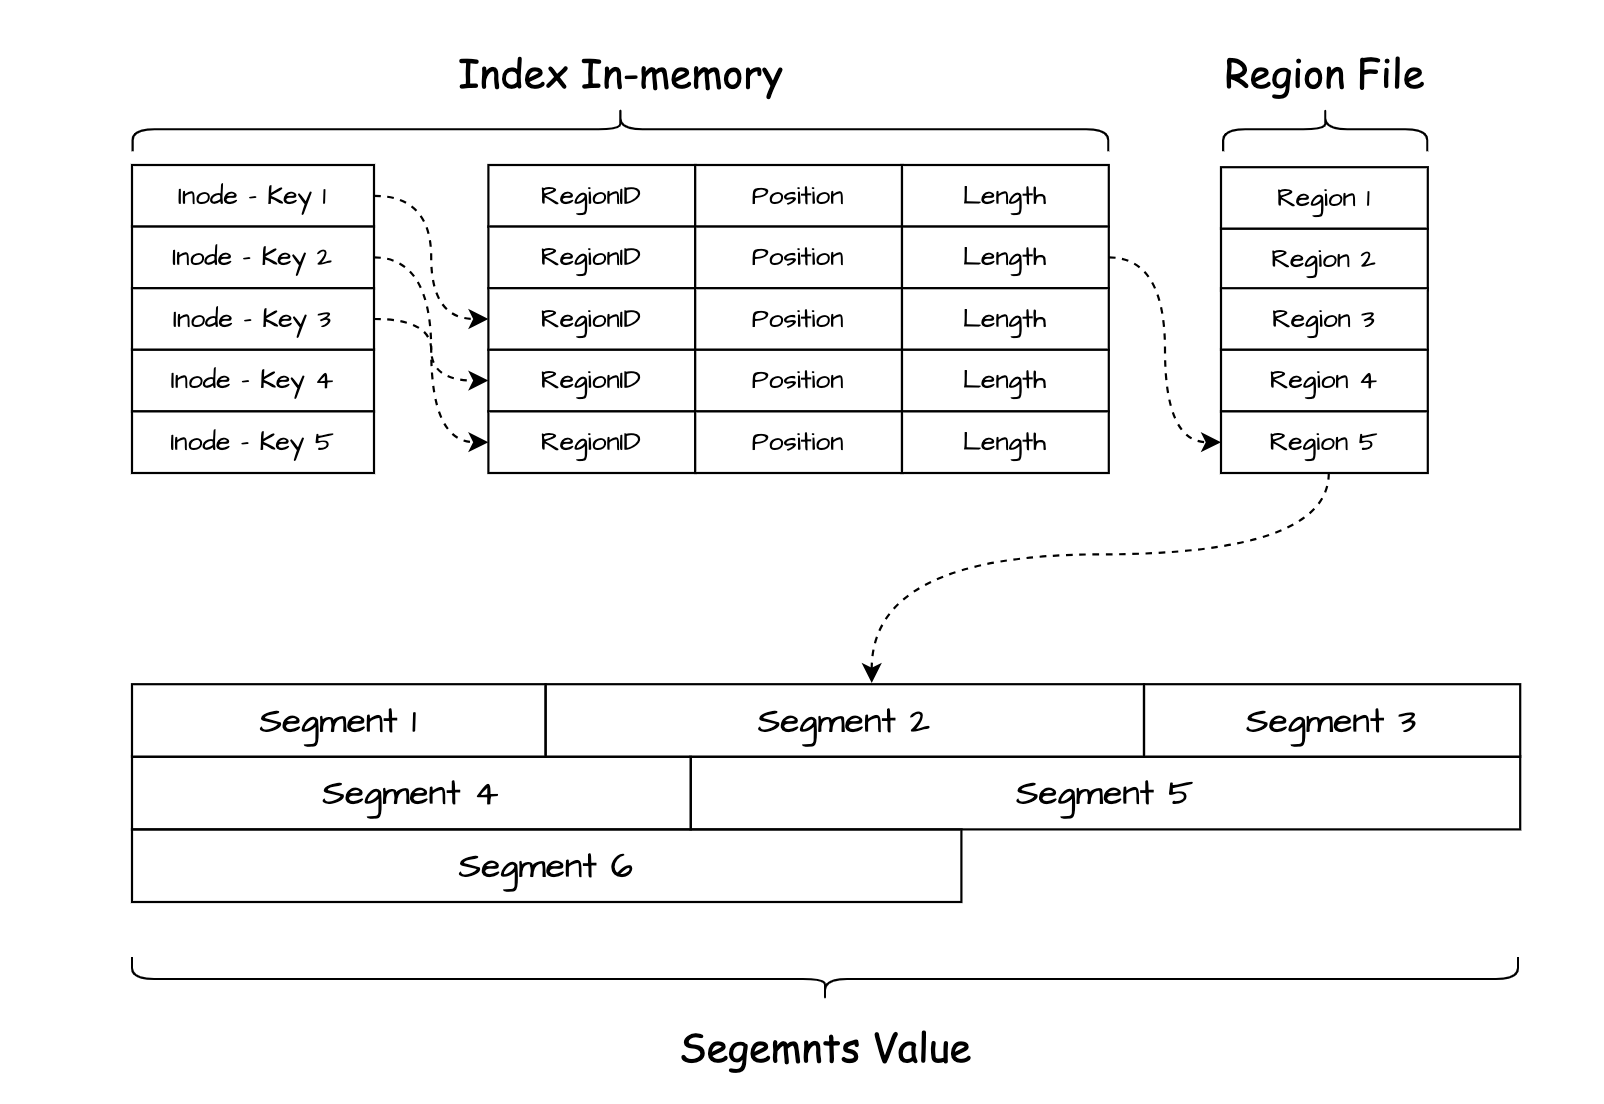 Index In-memory
Region File
Inode - Key 1 RegionID Position Length Region 1
Inode - Key 2 RegionID Position Length Region 2
Inode - Key 3 RegionID Position Length Region 3
Inode - Key 4 RegionID Position Length Region 4
Inode - Key 5 RegionID Position Length Region 5
Segment 1 Segment 2 Segment 3
Segment 4 Segment 5
Segment 6
Segemnts Value